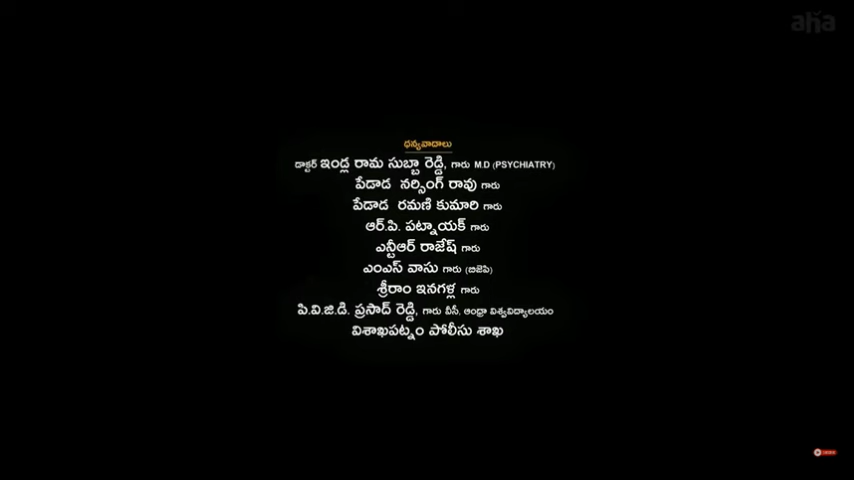 aha
ధన్యవాదాలు
డాక్టర్ ఇండ్ల రామ సుబ్బా రెడ్డి, గారు M.D (PSYCHIATRY)
పేడాడ నర్సింగ్ రావు గారు
పేడాడ రమణి కుమారి గారు
ఆర్.పి. పట్నాయక్ గారు
ఎన్టీఆర్ రాజేష్ గారు
ఎంఎస్ వాసు గారు (బిజెపి)
శ్రీరాం ఇనగళ్ల గారు
పి.వి.జి.డి. ప్రసాద్ రెడ్డి, గారు వీసీ, ఆంధ్రా విశ్వవిద్యాలయం
విశాఖపట్నం పోలీసు శాఖ